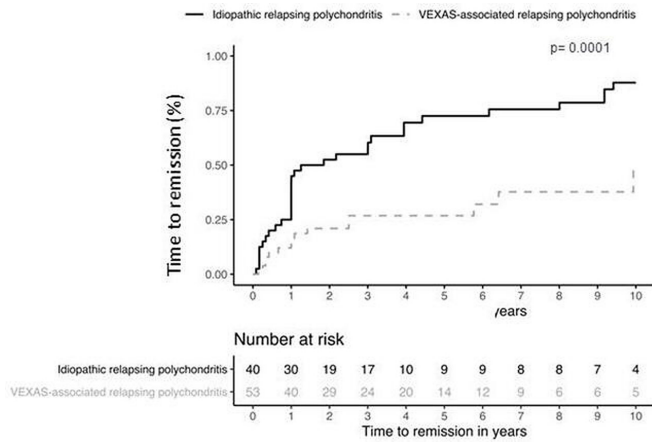 Idiopathic relapsing polychondritis VEXAS-associated relapsing polychondritis
p= 0.0001
Time to remission (%)
1.00
0.75
0.50
0.25
0.00
0 1 2 3 4 5 6 7 8 9 10
years
Number at risk
Idiopathic relapsing polychondritis 40 30 19 17 10 9 9 8 8 7 4
VEXAS-associated relapsing polychondritis 53 40 29 24 20 14 12 9 6 6 5
0 1 2 3 4 5 6 7 8 9 10
Time to remission in years